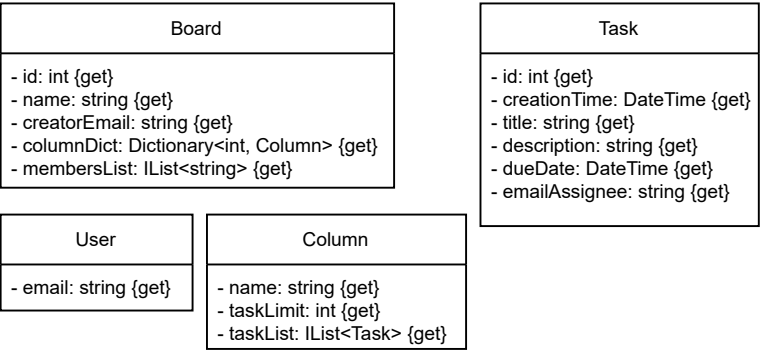 Board
- id: int {get}
- name: string {get}
- creatorEmail: string {get}
- columnDict: Dictionary<int, Column> {get}
- membersList: IList<string> {get}
Task
- id: int {get}
- creationTime: DateTime {get}
- title: string {get}
- description: string {get}
- dueDate: DateTime {get}
- emailAssignee: string {get}
User
- email: string {get}
Column
- name: string {get}
- taskLimit: int {get}
- taskList: IList<Task> {get}